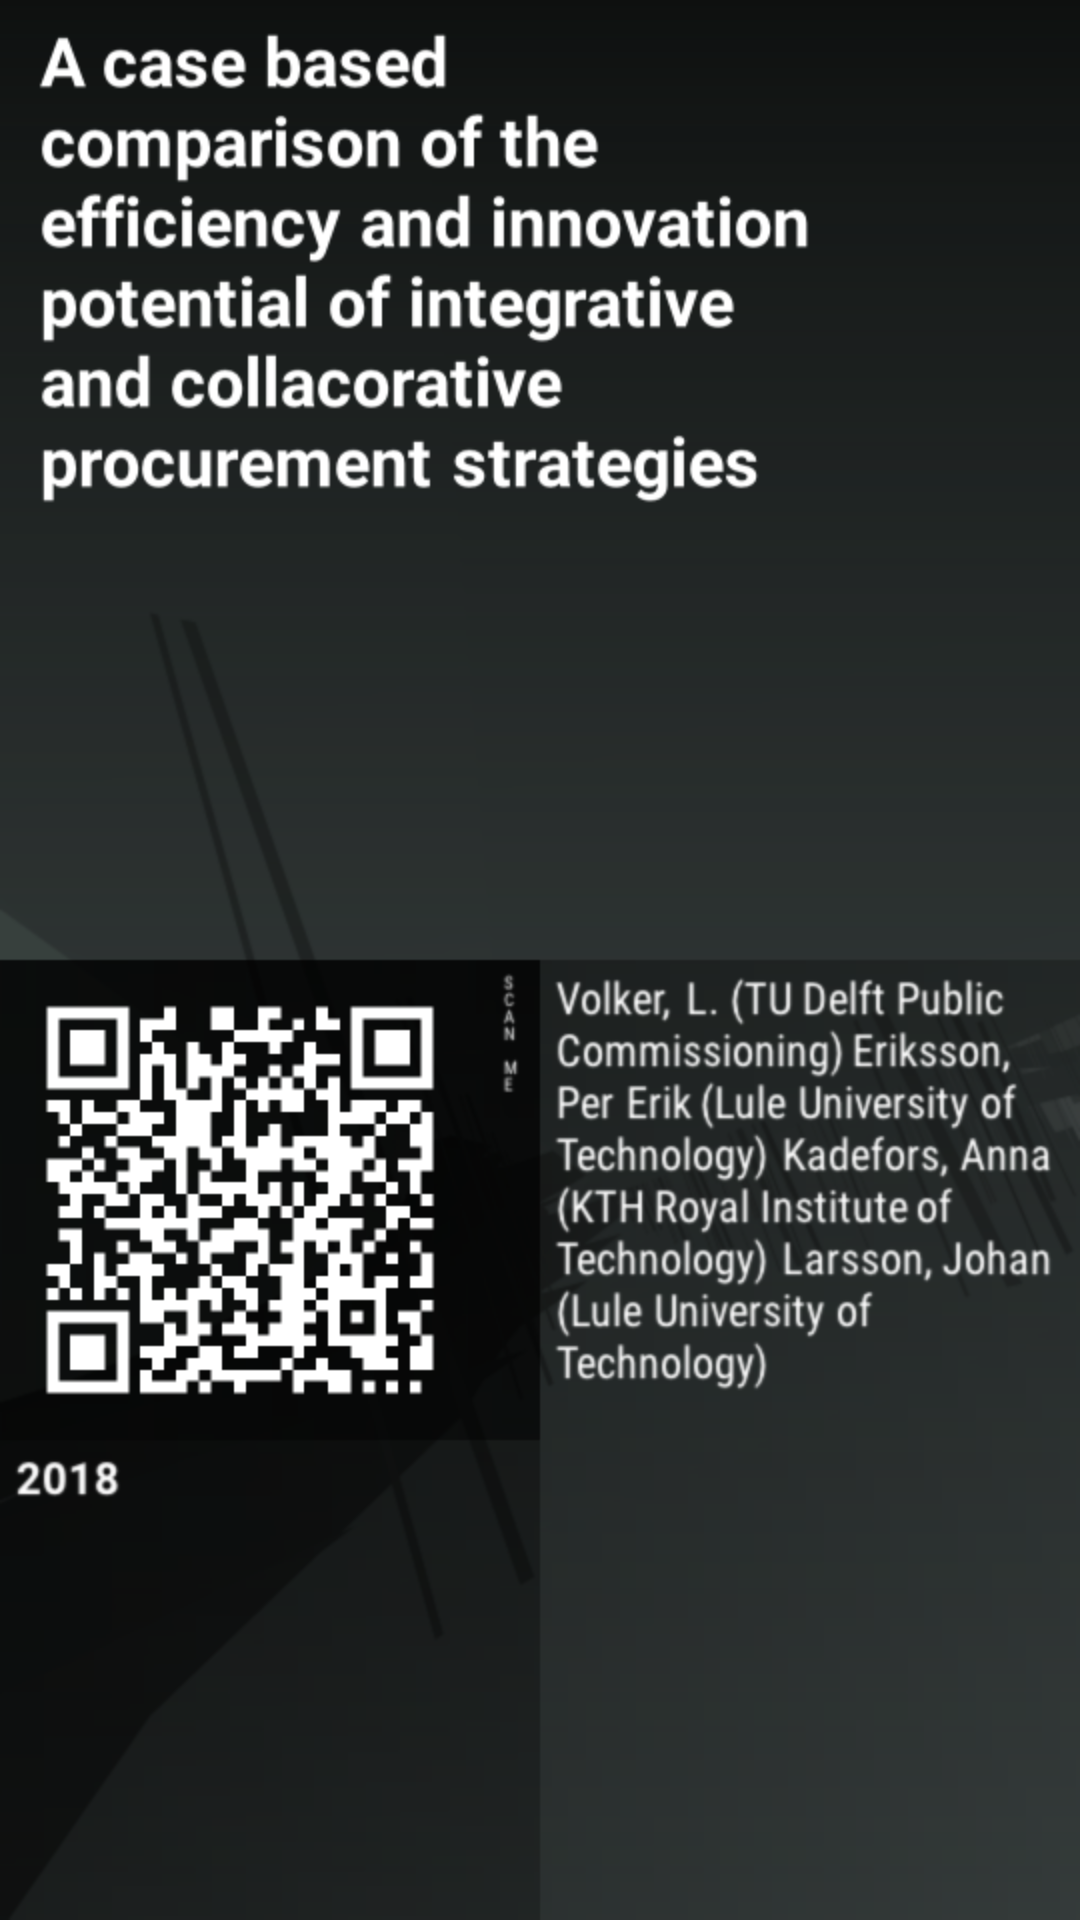 A case based
comparison of the
efficiency and innovation
potential of integrative
and collacorative
procurement strategies
SCAN ME
Volker, L. (TU Delft Public
Commissioning) Eriksson,
Per Erik (Lule University of
Technology) Kadefors, Anna
(KTH Royal Institute of
Technology) Larsson, Johan
(Lule University of
Technology)
2018